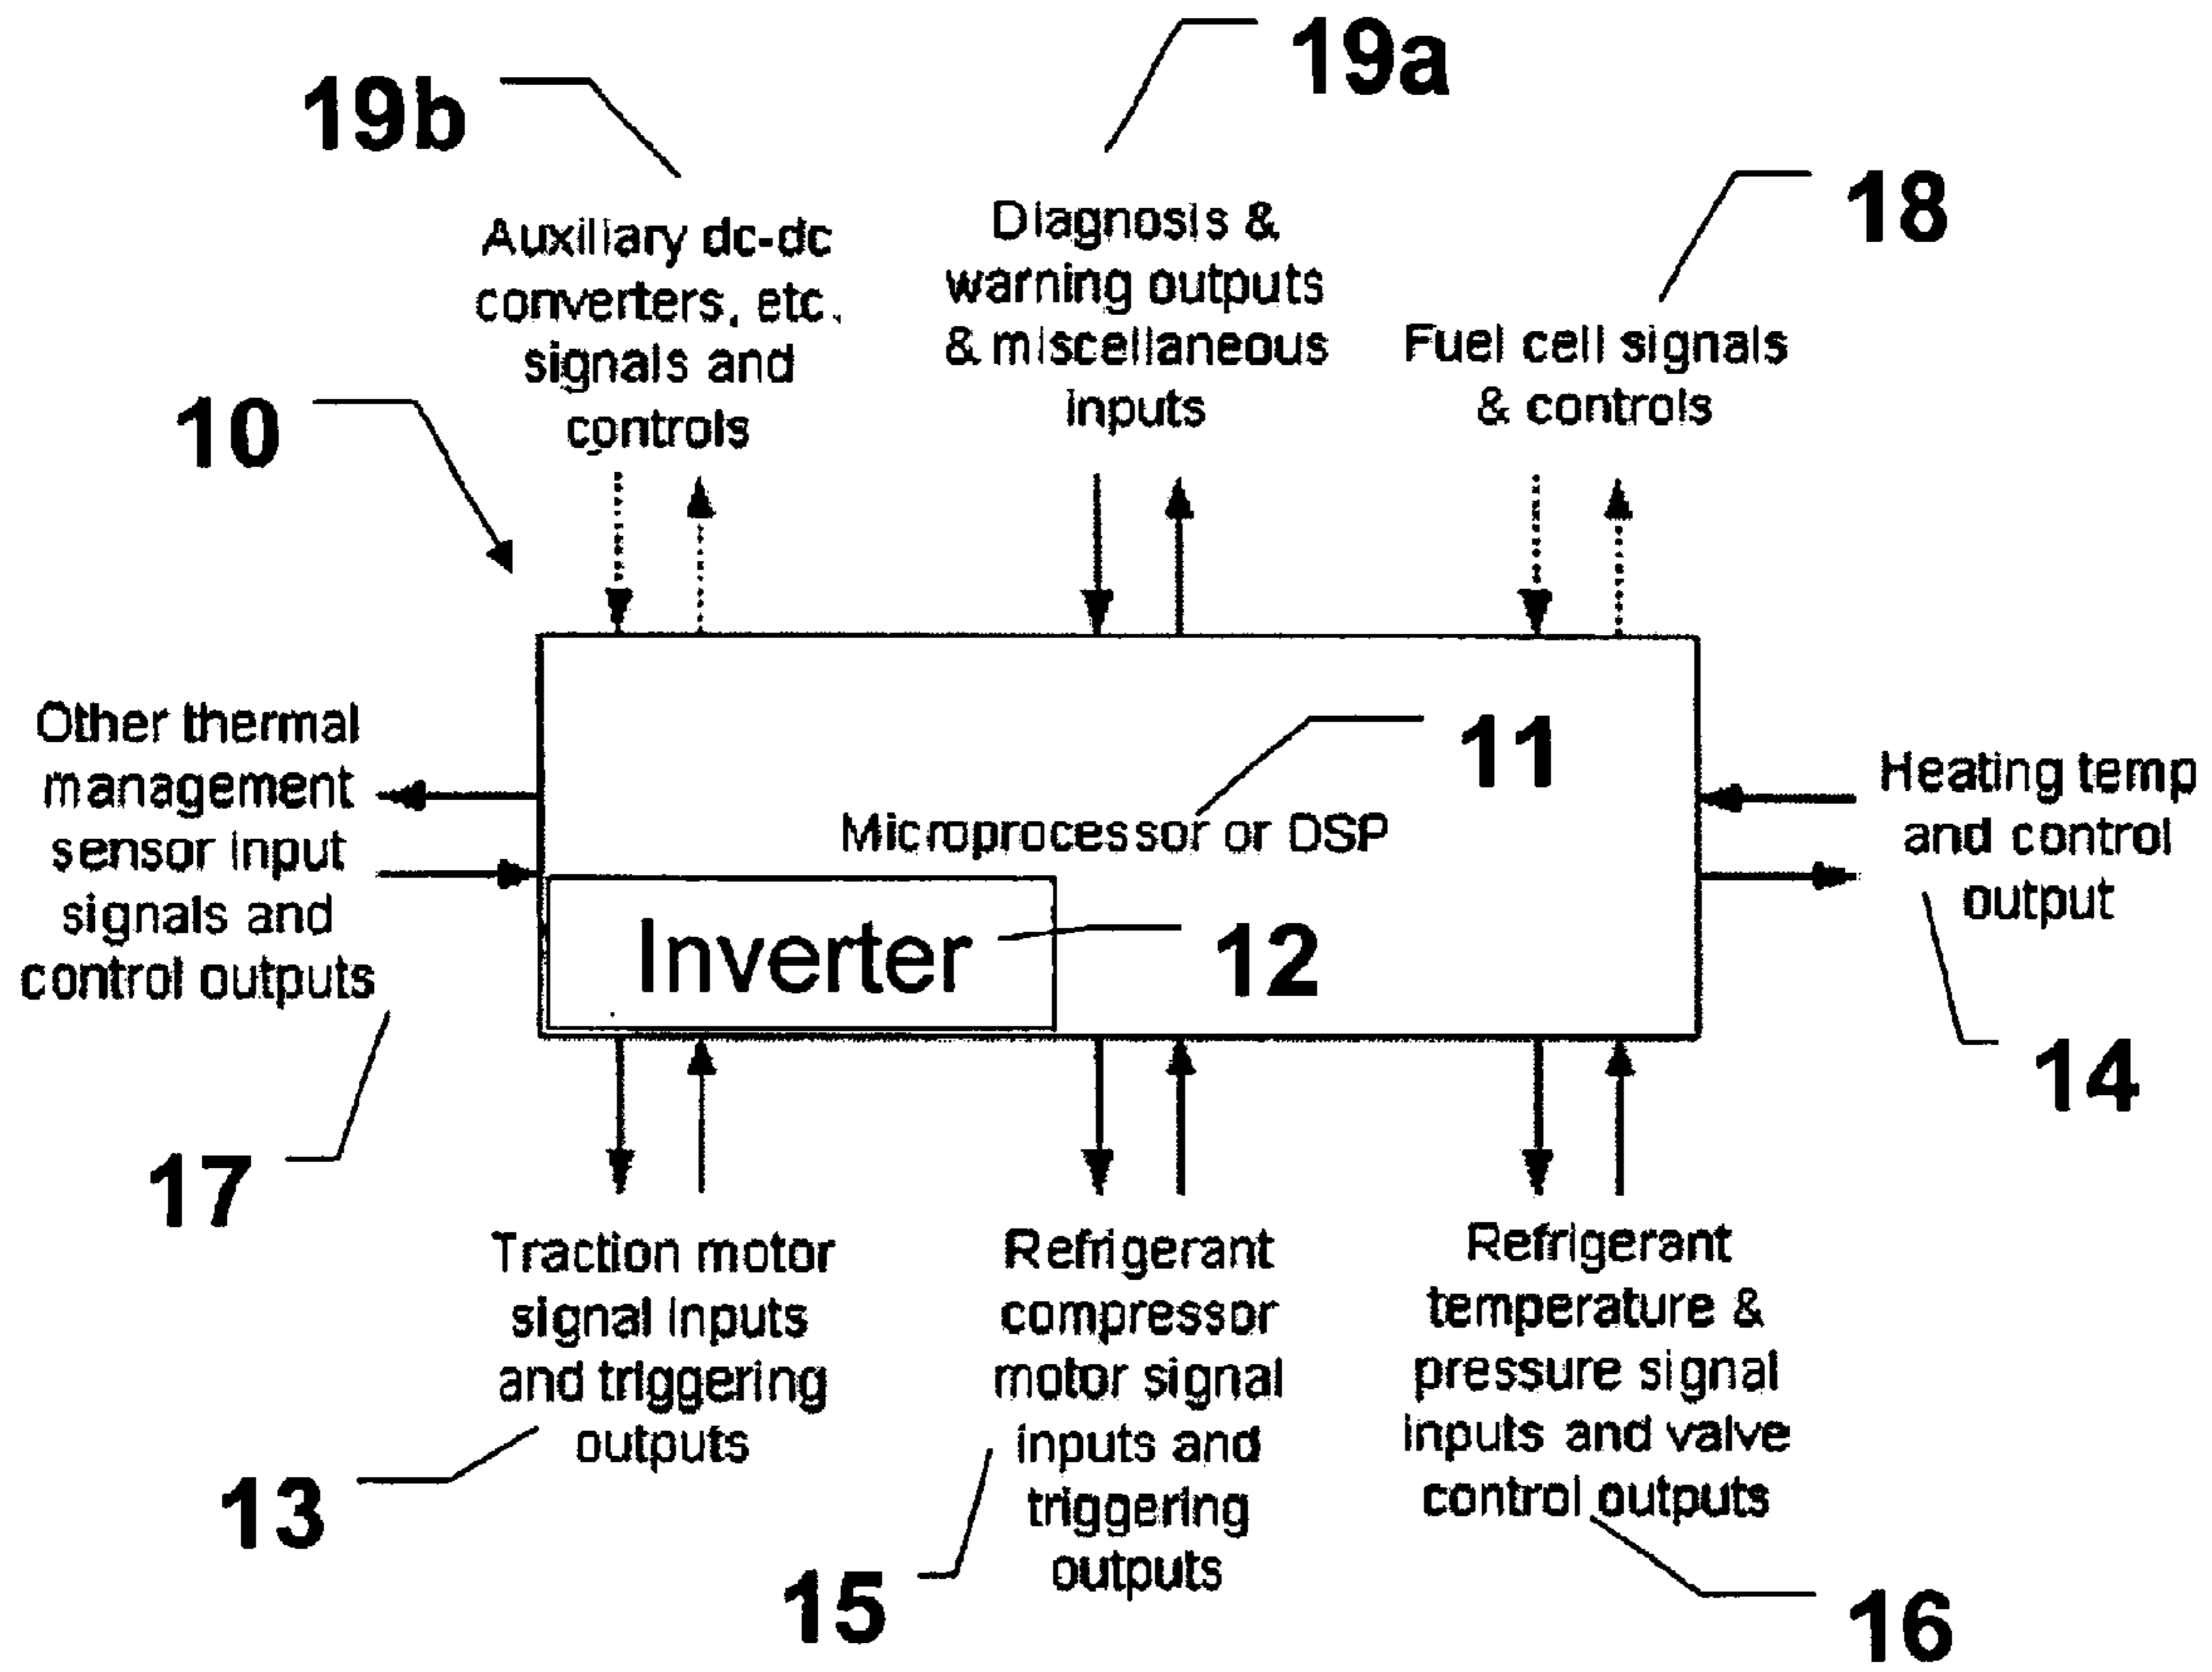 19a
19b
18
Auxiliary dc-dc
converters, etc.
signals and
controls
Diagnosis &
warning outputs
& miscellaneous
inputs
Fuel cell signals
& controls
10
Other thermal
management
sensor input
signals and
control outputs
11
Microprocessor or DSP
Inverter
12
Heating temp
and control
output
14
17
Traction motor
signal inputs
and triggering
outputs
13
Refrigerant
compressor
motor signal
inputs and
triggering
outputs
15
Refrigerant
temperature &
pressure signal
inputs and valve
control outputs
16